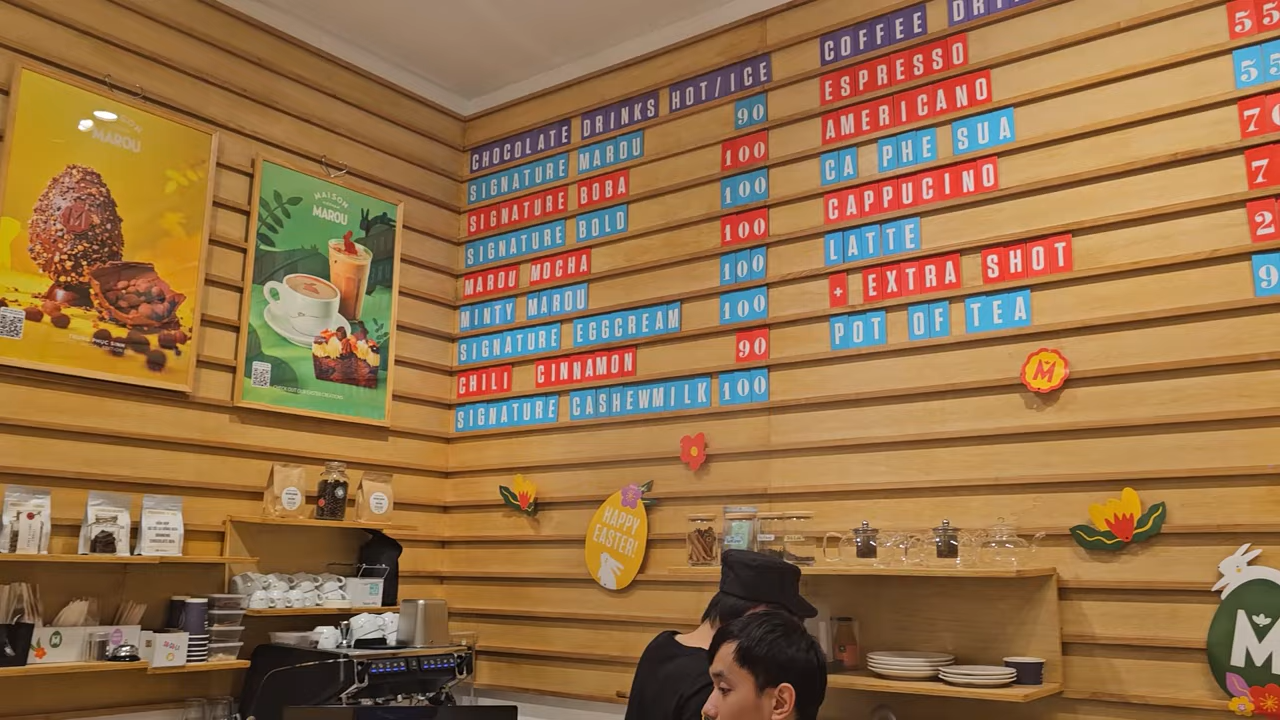 MAISON
MAROU
MAISON
MAROU
CHOCOLATE DRINKS HOT/ICE
SIGNATURE MAROU 90
SIGNATURE BOBA 100
SIGNATURE BOLD 100
MAROU MOCHA 100
MINTY MAROU 100
SIGNATURE EGGCREAM 100
CHILI CINNAMON 90
SIGNATURE CASHEWMILK 100
COFFEE
ESPRESSO 55
AMERICANO 55
CA PHE SUA
CAPPUCINO
LATTE
+ EXTRA SHOT
POT OF TEA
M
HAPPY
EASTER!
M
M